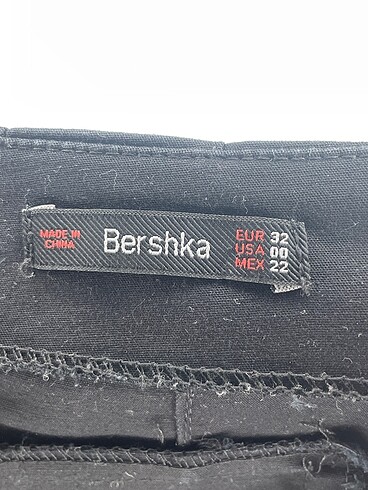 MADE IN
CHINA
Bershka
EUR 32
USA 00
MEX 22